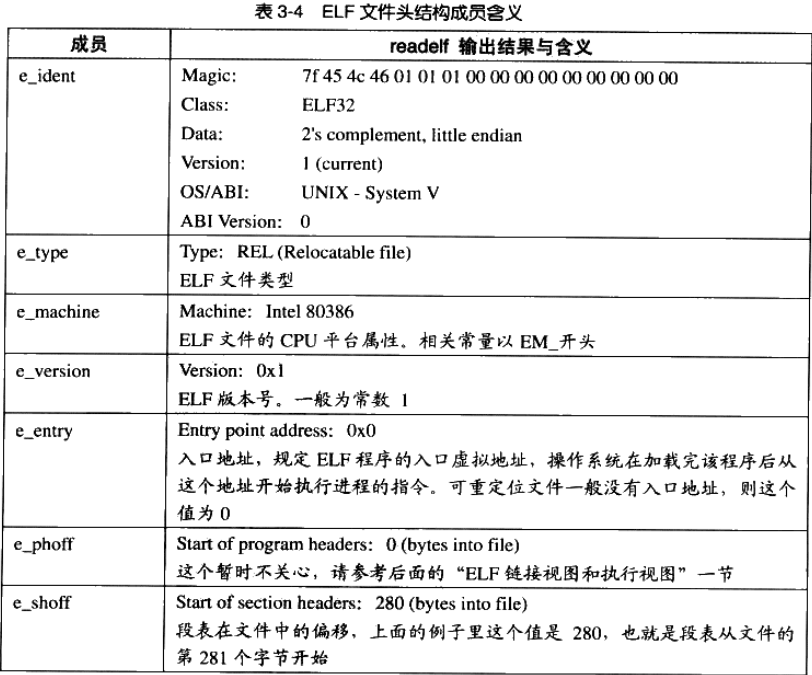 表 3-4 ELF 文件头结构成员含义
成员 readelf 输出结果与含义
e_ident Magic: 7f 45 4c 46 01 01 01 00 00 00 00 00 00 00 00 00
Class: ELF32
Data: 2's complement, little endian
Version: 1 (current)
OS/ABI: UNIX - System V
ABI Version: 0
e_type Type: REL (Relocatable file)
ELF 文件类型
e_machine Machine: Intel 80386
ELF 文件的 CPU 平台属性。相关常量以 EM_开头
e_version Version: 0x1
ELF 版本号。一般为常数 1
e_entry Entry point address: 0x0
入口地址，规定 ELF 程序的入口虚拟地址，操作系统在加载完该程序后从
这个地址开始执行进程的指令。可重定位文件一般没有入口地址，则这个
值为 0
e_phoff Start of program headers: 0 (bytes into file)
这个暂时不关心，请参考后面的“ELF 链接视图和执行视图”一节
e_shoff Start of section headers: 280 (bytes into file)
段表在文件中的偏移，上面的例子里这个值是 280，也就是段表从文件的
第 281 个字节开始